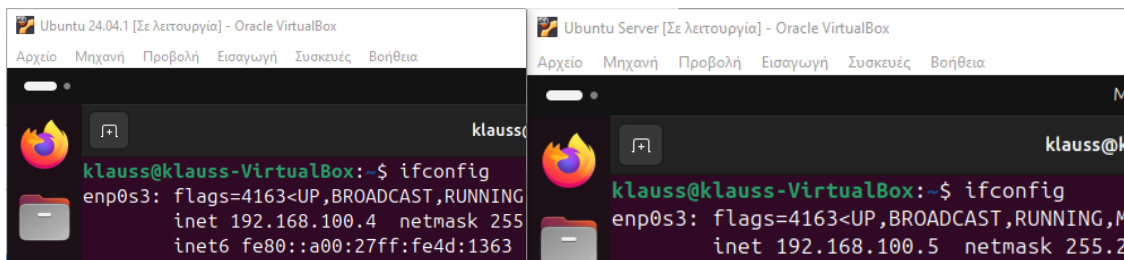 Ubuntu 24.04.1 [Σε λειτουργία] - Oracle VirtualBox
Αρχείο Μηχανή Προβολή Εισαγωγή Συσκευές Βοήθεια
klauss@
klauss@klauss-VirtualBox:~$ ifconfig
enp0s3: flags=4163<UP,BROADCAST,RUNNING
inet 192.168.100.4 netmask 255
inet6 fe80::a00:27ff:fe4d:1363
Ubuntu Server [Σε λειτουργία] - Oracle VirtualBox
Αρχείο Μηχανή Προβολή Εισαγωγή Συσκευές Βοήθεια
M
klauss@k
klauss@klauss-VirtualBox:~$ ifconfig
enp0s3: flags=4163<UP,BROADCAST,RUNNING,M
inet 192.168.100.5 netmask 255.2